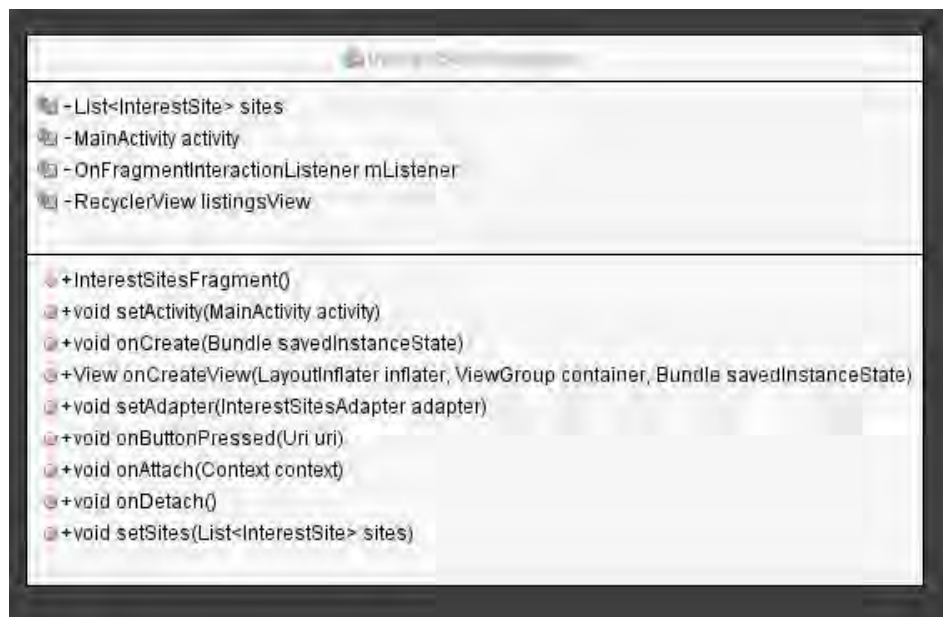 -List<InterestSite> sites
-MainActivity activity
-OnFragmentInteractionListener mListener
-RecyclerView listingsView
+InterestSitesFragment()
+void setActivity(MainActivity activity)
+void onCreate(Bundle savedInstanceState)
+View onCreateView(LayoutInflater inflater, ViewGroup container, Bundle savedInstanceState)
+void setAdapter(InterestSitesAdapter adapter)
+void onButtonPressed(Uri uri)
+void onAttach(Context context)
+void onDetach()
+void setSites(List<InterestSite> sites)